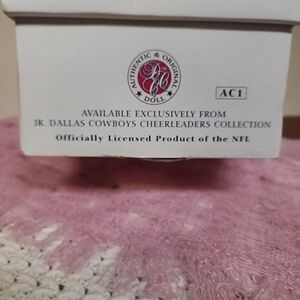 AUTHENTIC & ORIGINAL
DOLL
AC1
AVAILABLE EXCLUSIVELY FROM
JR. DALLAS COWBOYS CHEERLEADERS COLLECTION
Officially Licensed Product of the NFL